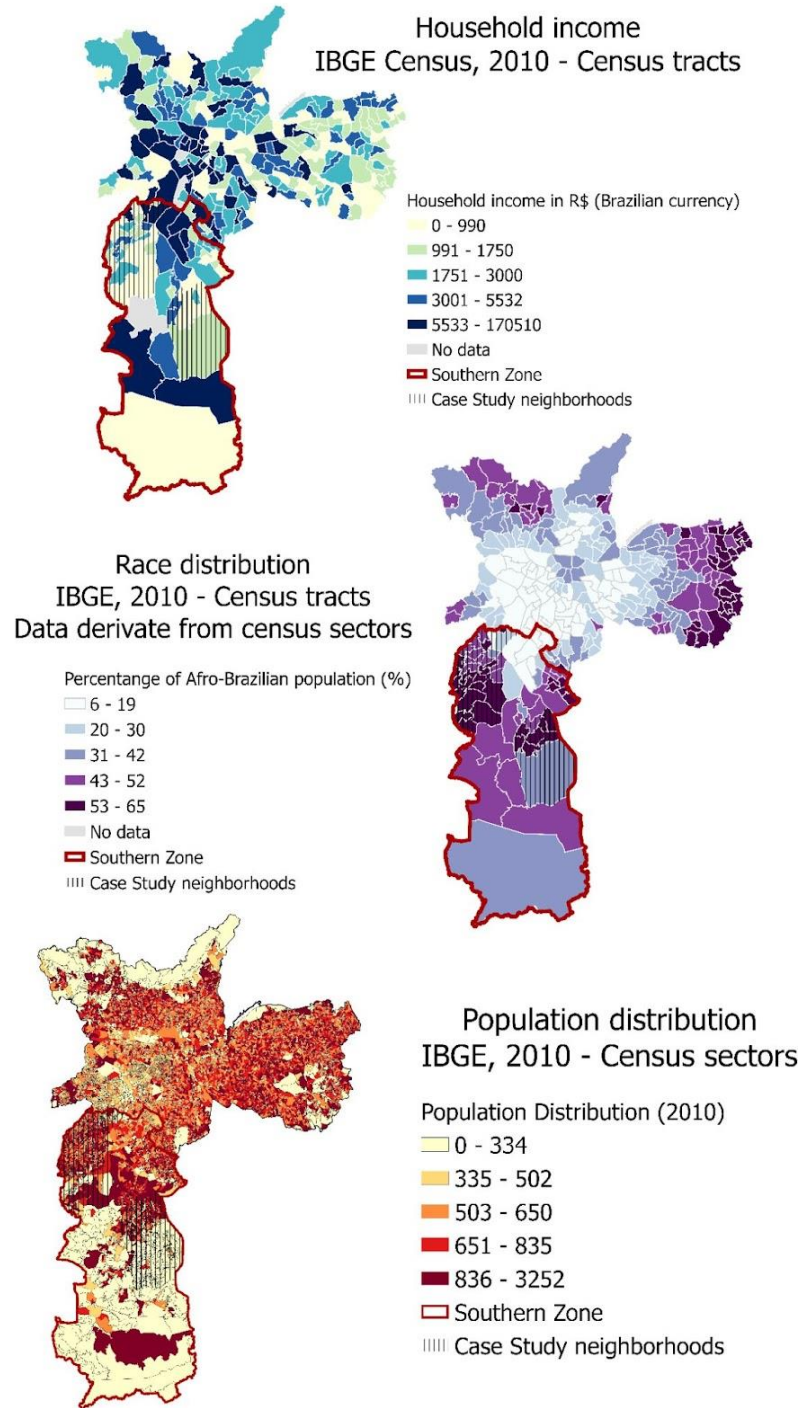 Household income
IBGE Census, 2010 - Census tracts
Household income in R$ (Brazilian currency)
0 - 990
991 - 1750
1751 - 3000
3001 - 5532
5533 - 170510
No data
Southern Zone
Case Study neighborhoods
Race distribution
IBGE, 2010 - Census tracts
Data derivate from census sectors
Percentange of Afro-Brazilian population (%)
6 - 19
20 - 30
31 - 42
43 - 52
53 - 65
No data
Southern Zone
Case Study neighborhoods
Population distribution
IBGE, 2010 - Census sectors
Population Distribution (2010)
0 - 334
335 - 502
503 - 650
651 - 835
836 - 3252
Southern Zone
Case Study neighborhoods